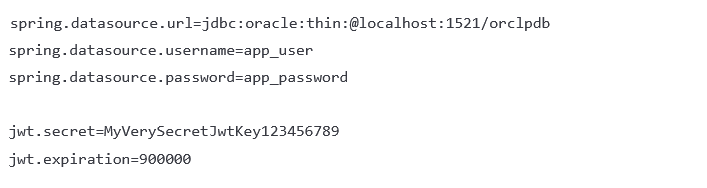 spring.datasource.url=jdbc:oracle:thin:@localhost:1521/orclpdb
spring.datasource.username=app_user
spring.datasource.password=app_password
jwt.secret=MyVerySecretJwtKey123456789
jwt.expiration=900000